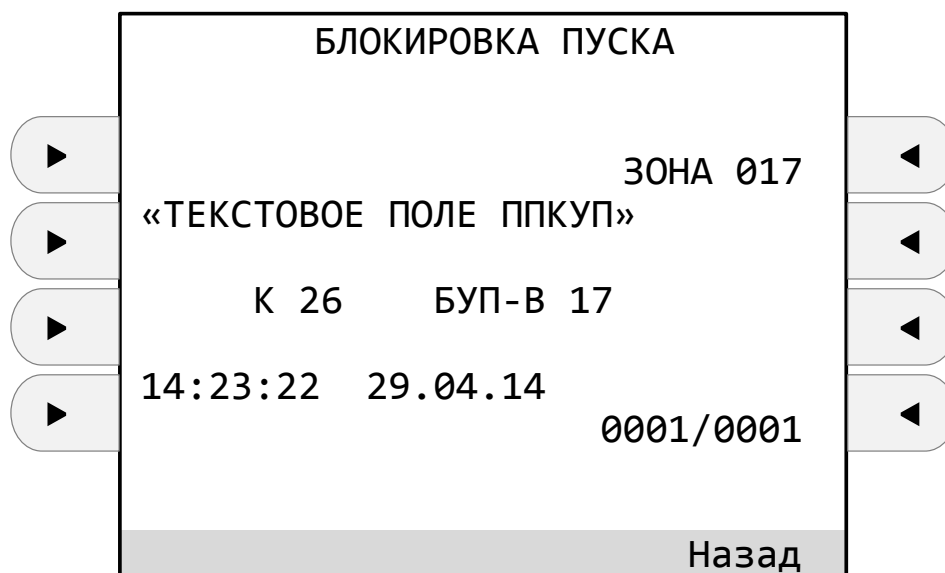 БЛОКИРОВКА ПУСКА
ЗОНА 017
«ТЕКСТОВОЕ ПОЛЕ ППКУП»
К 26 БУП-В 17
14:23:22 29.04.14
0001/0001
Назад